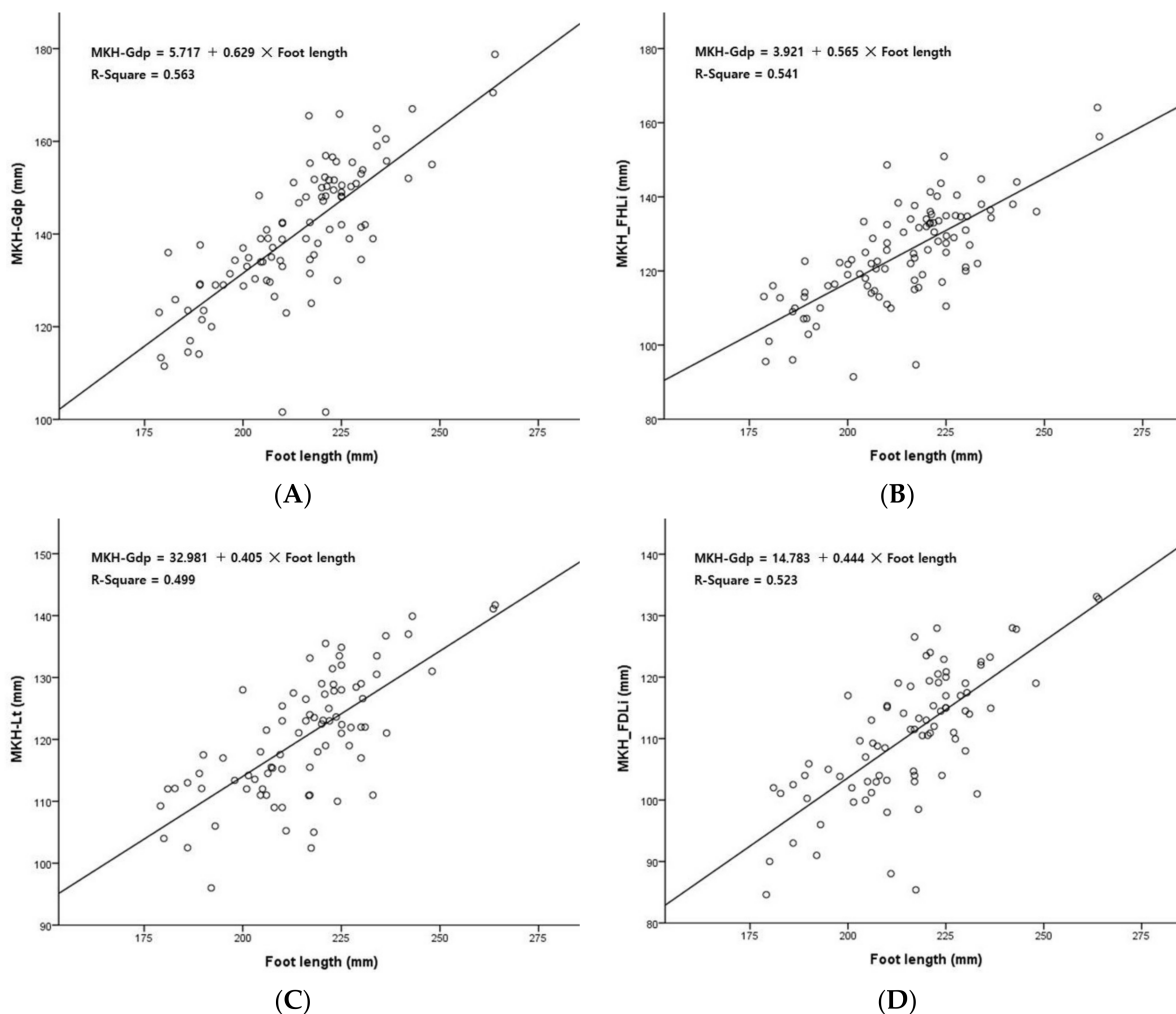 MKH-Gdp = 5.717 + 0.629 × Foot length
R-Square = 0.563
MKH-Gdp (mm)
180
160
140
120
100
175 200 225 250 275
Foot length (mm)
(A)
MKH-Gdp = 3.921 + 0.565 × Foot length
R-Square = 0.541
MKH_FHLi (mm)
180
160
140
120
100
80
175 200 225 250 275
Foot length (mm)
(B)
MKH-Gdp = 32.981 + 0.405 × Foot length
R-Square = 0.499
MKH-Lt (mm)
150
140
130
120
110
100
90
175 200 225 250 275
Foot length (mm)
(C)
MKH-Gdp = 14.783 + 0.444 × Foot length
R-Square = 0.523
MKH_FDLi (mm)
140
130
120
110
100
90
80
175 200 225 250 275
Foot length (mm)
(D)